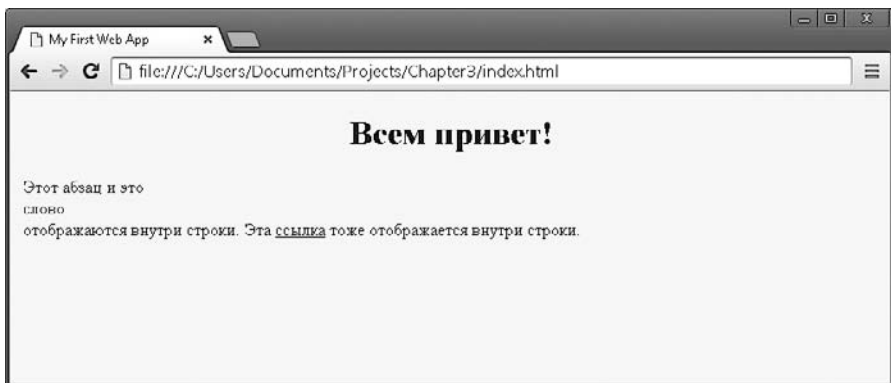 My First Web App
file:///C:/Users/Documents/Projects/Chapter3/index.html
Всем привет!
Этот абзац и это
слово
отображаются внутри строки. Эта ссылка тоже отображается внутри строки.